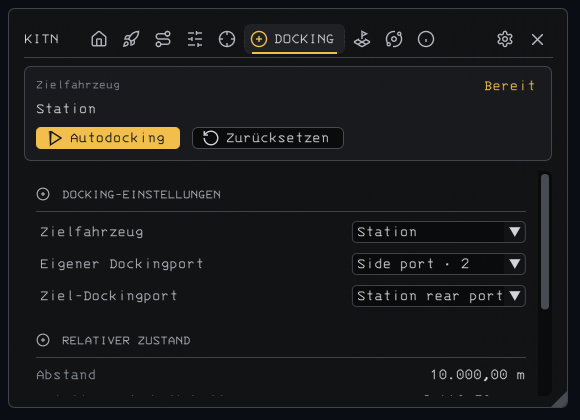 KITN DOCKING
Zielfahrzeug Bereit
Station
Autodocking Zurücksetzen
DOCKING-EINSTELLUNGEN
Zielfahrzeug Station
Eigener Dockingport Side port · 2
Ziel-Dockingport Station rear port
RELATIVER ZUSTAND
Abstand 10.000,00 m